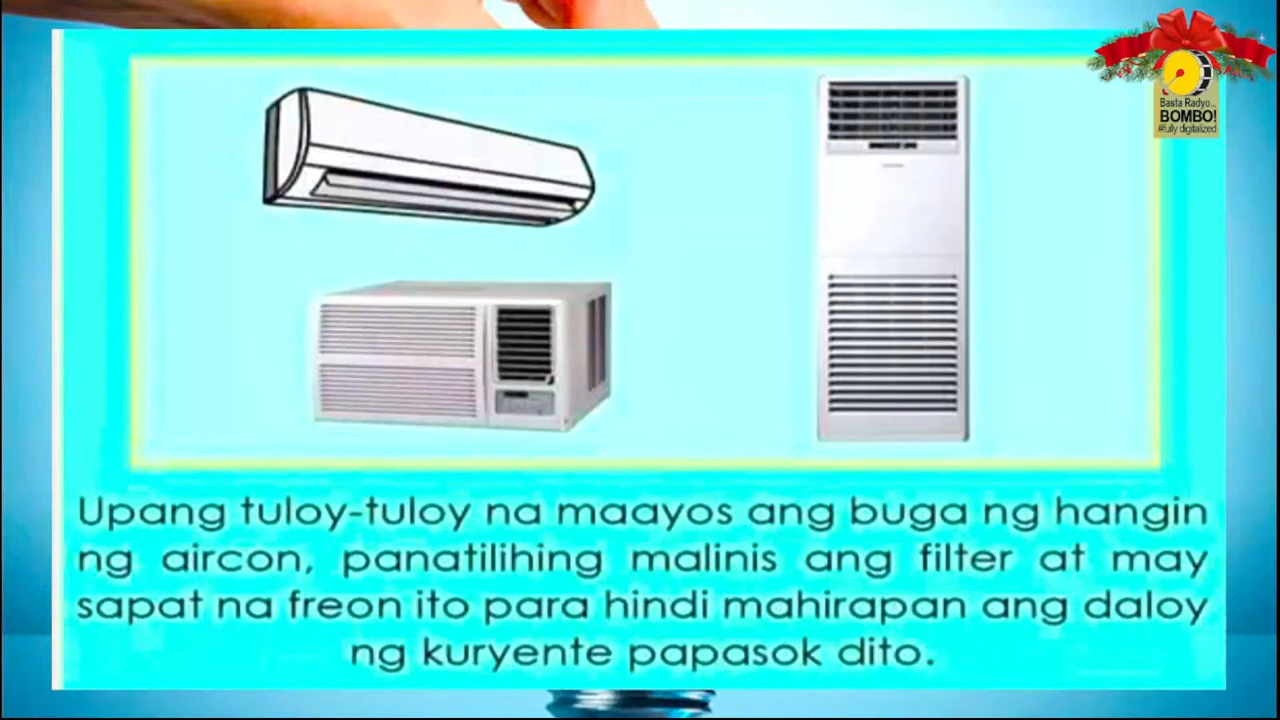 Basta Radyo...
BOMBO!
#fully digitalized
Upang tuloy-tuloy na maayos ang buga ng hangin
ng aircon, panatilihing malinis ang filter at may
sapat na freon ito para hindi mahirapan ang daloy
ng kuryente papasok dito.